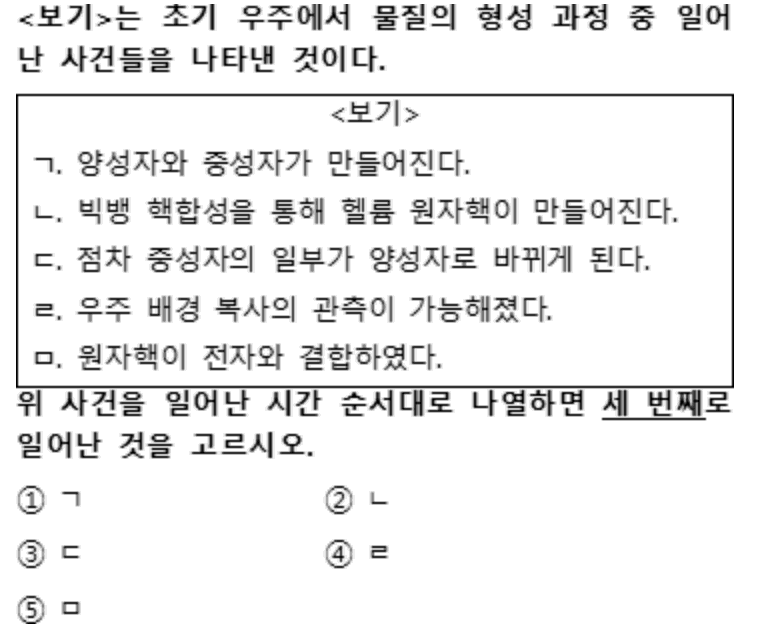 <보기>는 초기 우주에서 물질의 형성 과정 중 일어
난 사건들을 나타낸 것이다.
<보기>
ㄱ. 양성자와 중성자가 만들어진다.
ㄴ. 빅뱅 핵합성을 통해 헬륨 원자핵이 만들어진다.
ㄷ. 점차 중성자의 일부가 양성자로 바뀌게 된다.
ㄹ. 우주 배경 복사의 관측이 가능해졌다.
ㅁ. 원자핵이 전자와 결합하였다.
위 사건을 일어난 시간 순서대로 나열하면 세 번째로
일어난 것을 고르시오.
① ㄱ ② ㄴ
③ ㄷ ④ ㄹ
⑤ ㅁ